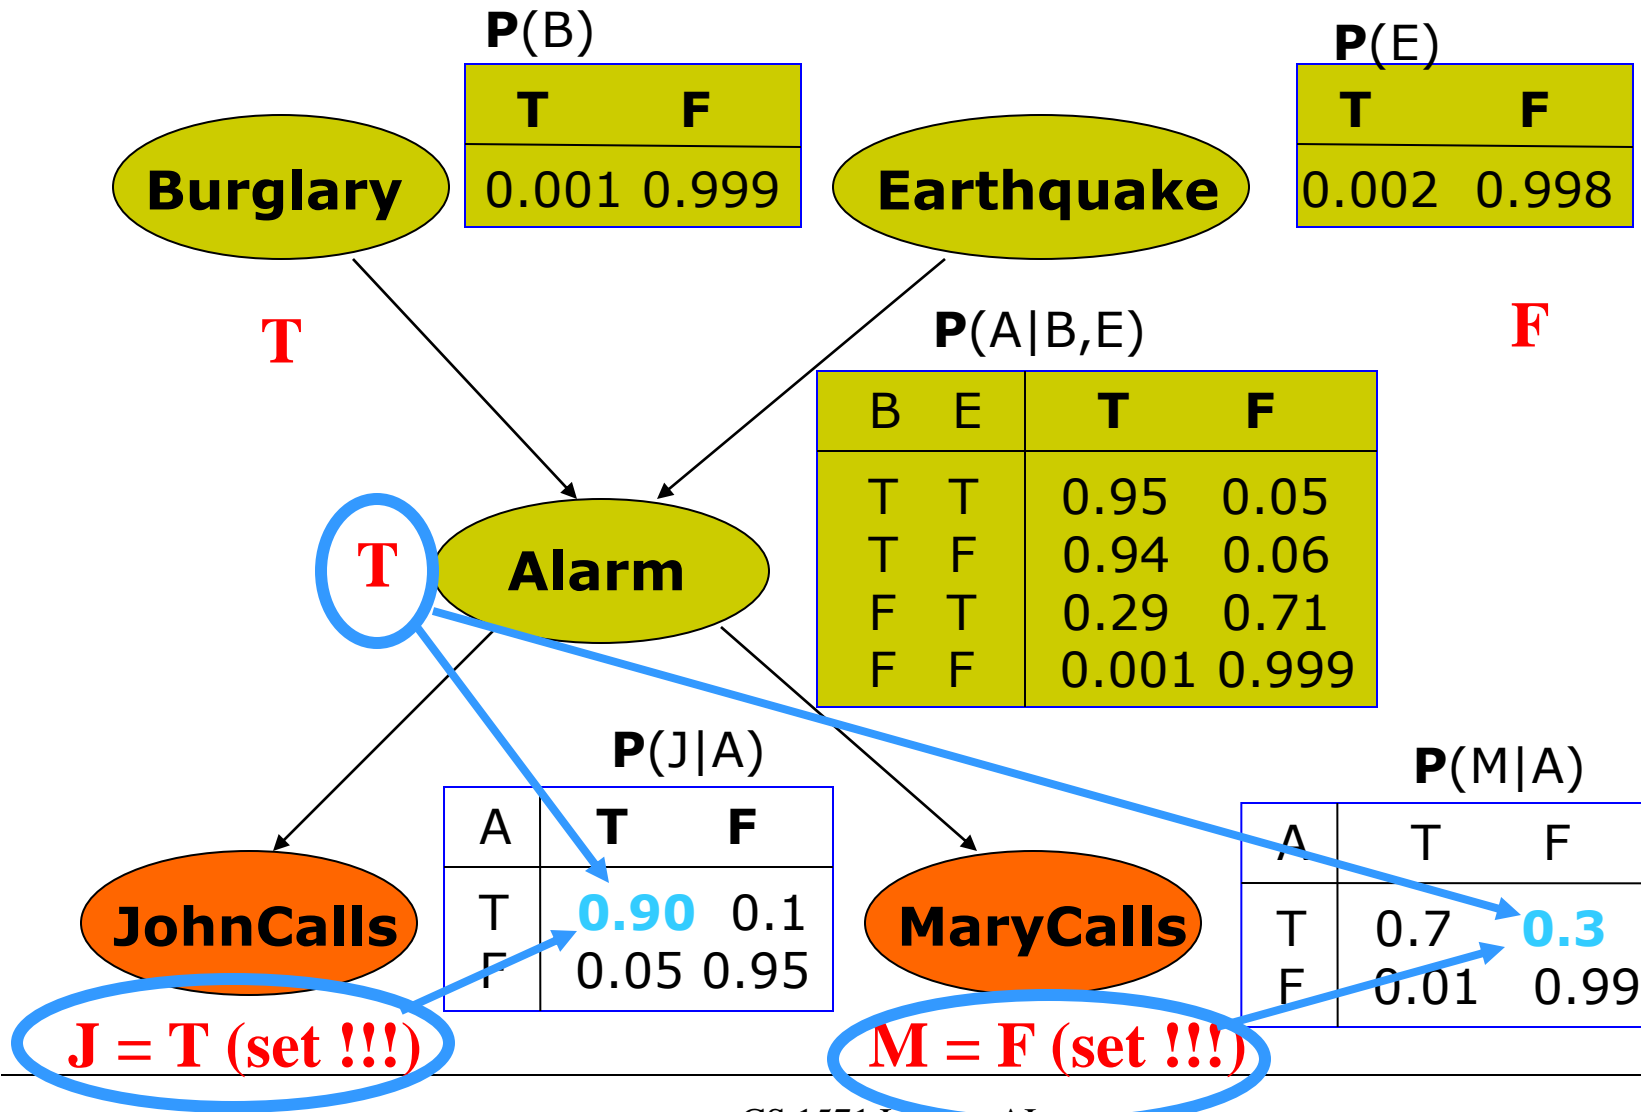 P(B)
T F
0.001 0.999
Burglary
P(E)
T F
0.002 0.998
Earthquake
T
F
P(A|B,E)
B E T F
T T 0.95 0.05
T F 0.94 0.06
F T 0.29 0.71
F F 0.001 0.999
T
Alarm
P(J|A)
A T F
T 0.90 0.1
F 0.05 0.95
P(M|A)
A T F
T 0.7 0.3
F 0.01 0.99
JohnCalls
MaryCalls
J = T (set !!!)
M = F (set !!!)
CS 1571